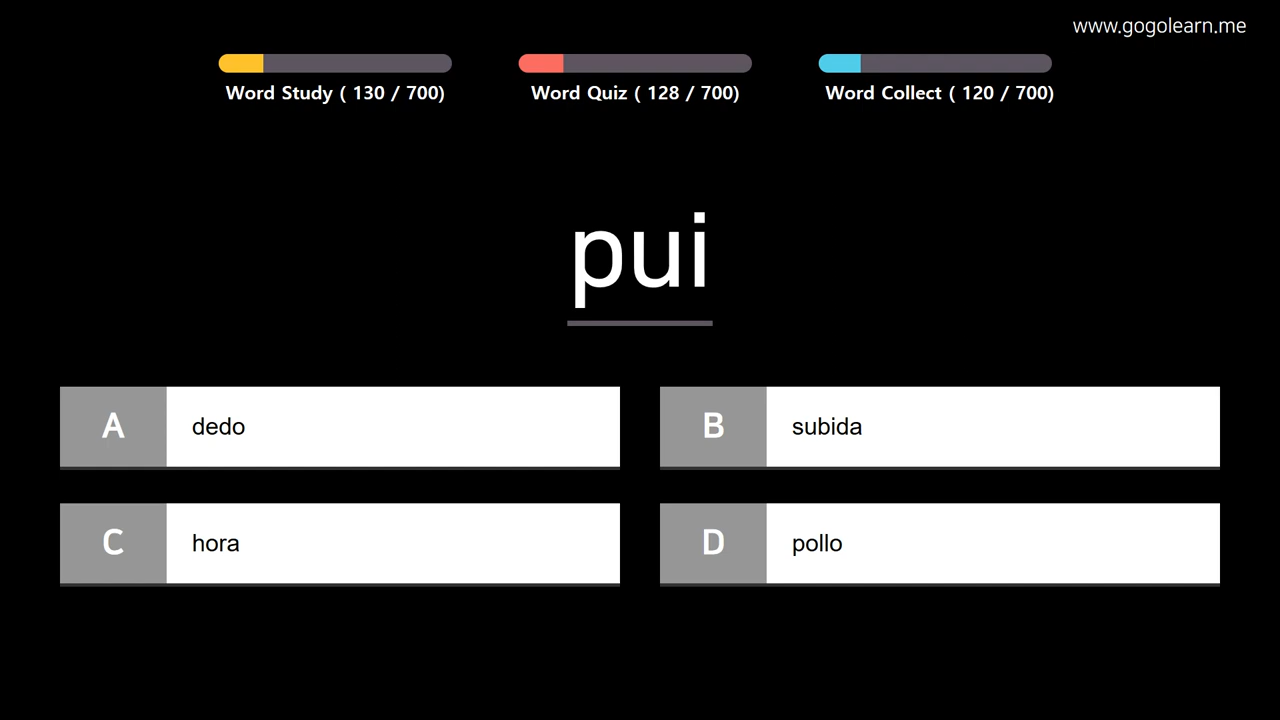 www.gogolearn.me
Word Study ( 130 / 700)
Word Quiz ( 128 / 700)
Word Collect ( 120 / 700)
pui
A dedo
B subida
C hora
D pollo